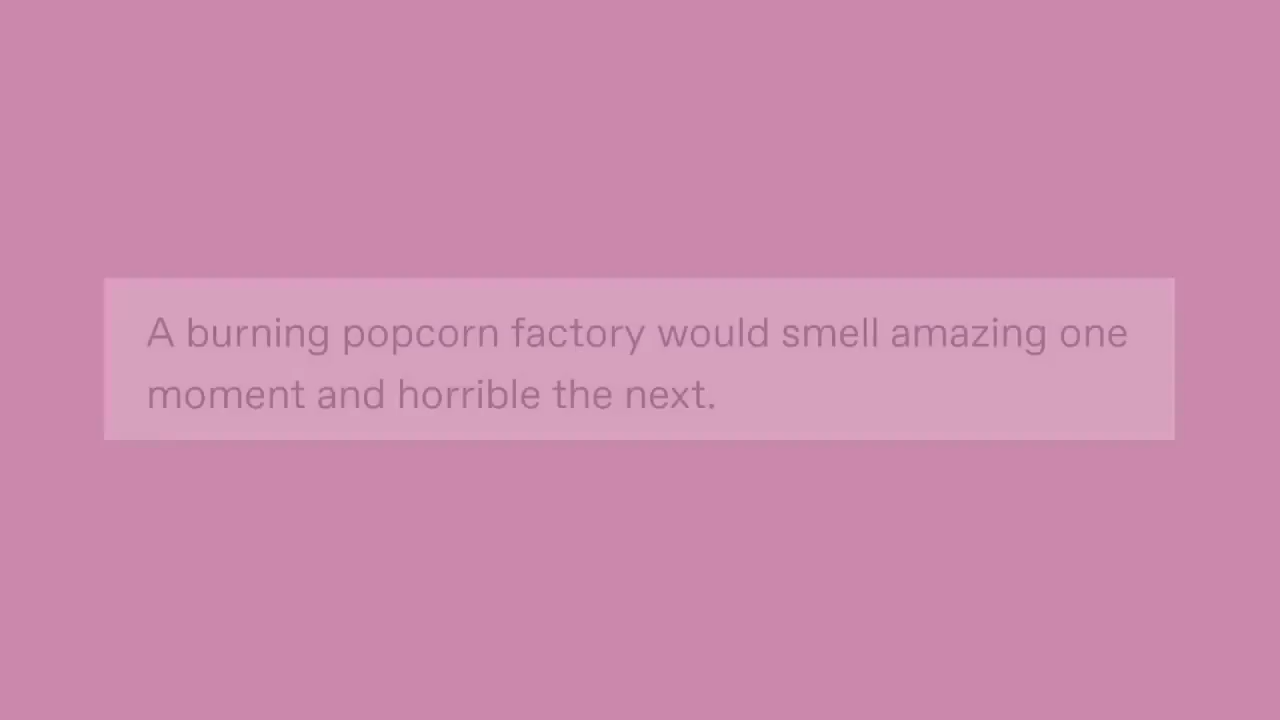 A burning popcorn factory would smell amazing one
moment and horrible the next.